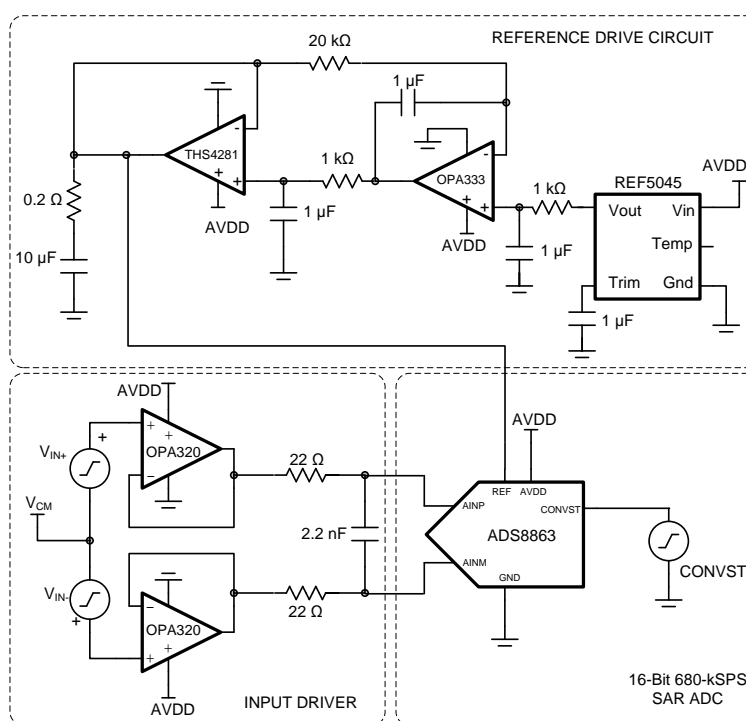 REFERENCE DRIVE CIRCUIT
20 kΩ
1 µF
THS4281
-
+
+
AVDD
1 kΩ
1 µF
OPA333
-
+
+
AVDD
1 kΩ
1 µF
REF5045
AVDD
Vout
Vin
Temp
Trim
Gnd
1 µF
0.2 Ω
10 µF
AVDD
VIN+
+
+
+
−
OPA320
22 Ω
VCM
2.2 nF
VIN-
+
−
+
+
OPA320
22 Ω
AVDD
INPUT DRIVER
AVDD
REF
AVDD
CONVST
AINP
ADS8863
AINM
GND
CONVST
16-Bit 680-kSPS
SAR ADC